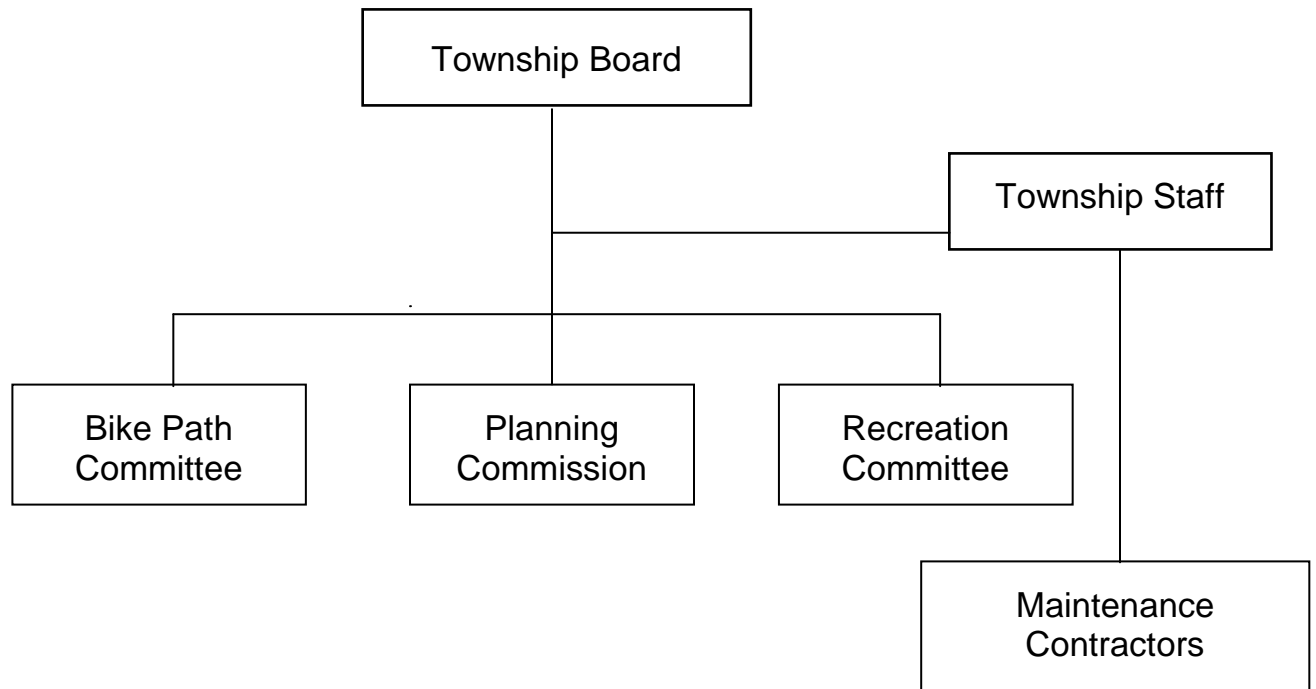 Township Board
Township Staff
Bike Path
Committee
Planning
Commission
Recreation
Committee
Maintenance
Contractors